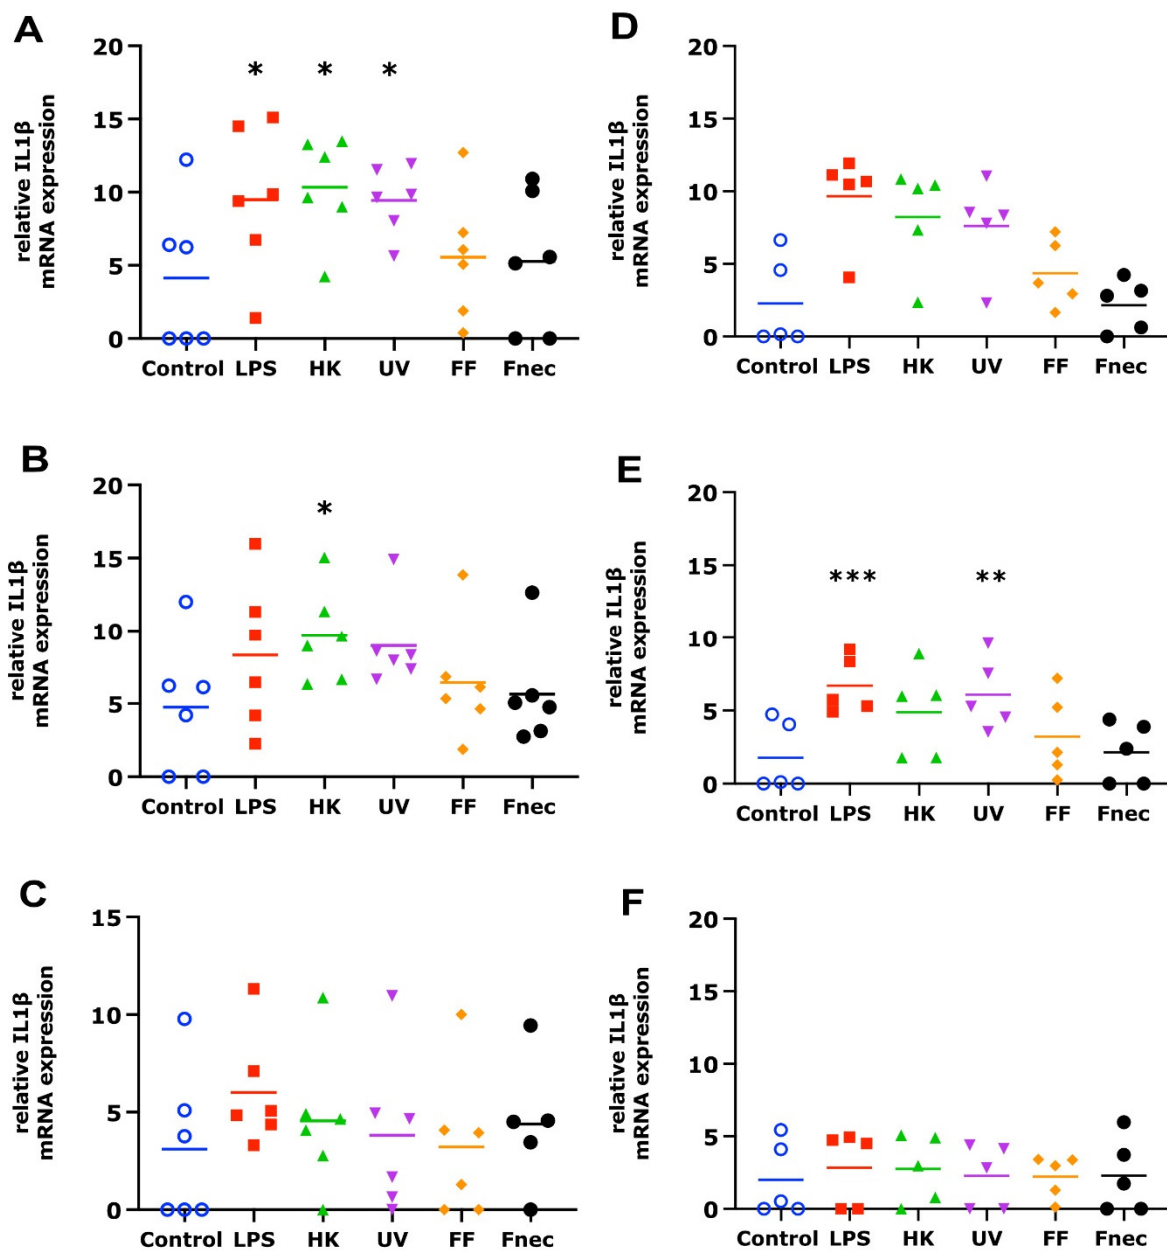 A
relative IL1β
mRNA expression
20
15
10
5
0
* * *
Control LPS HK UV FF Fnec
D
relative IL1β
mRNA expression
20
15
10
5
0
Control LPS HK UV FF Fnec
B
relative IL1β
mRNA expression
20
15
10
5
0
*
Control LPS HK UV FF Fnec
E
relative IL1β
mRNA expression
20
15
10
5
0
*** **
Control LPS HK UV FF Fnec
C
relative IL1β
mRNA expression
15
10
5
0
Control LPS HK UV FF Fnec
F
relative IL1β
mRNA expression
20
15
10
5
0
Control LPS HK UV FF Fnec